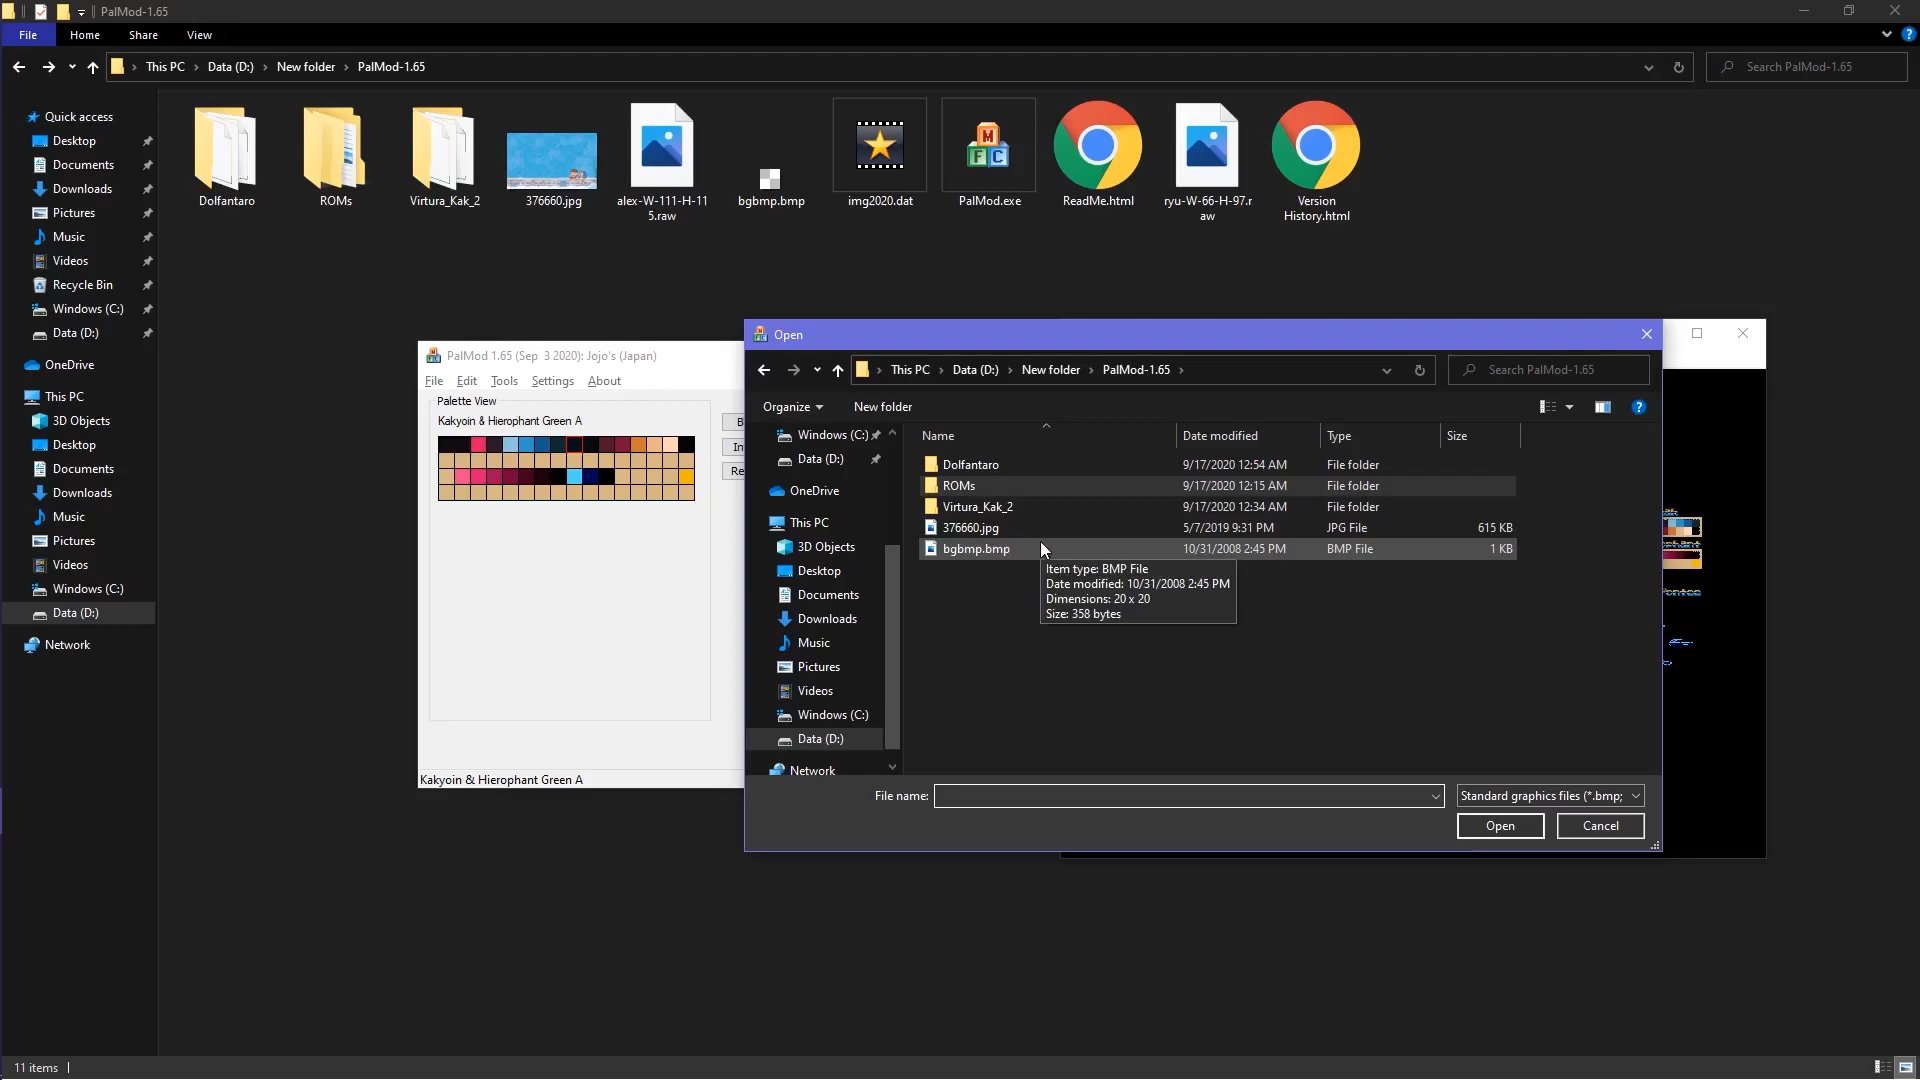 PalMod-1.65
File Home Share View
This PC Data (D:) New folder PalMod-1.65
Search PalMod-1.65
Quick access
Desktop
Documents
Downloads
Pictures
Music
Videos
Recycle Bin
Windows (C:)
Data (D:)
OneDrive
This PC
3D Objects
Desktop
Documents
Downloads
Music
Pictures
Videos
Windows (C:)
Data (D:)
Network
Dolfantaro
ROMs
Virtura_Kak_2
376660.jpg
alex-W-111-H-11
5.raw
bgbmp.bmp
img2020.dat
PalMod.exe
ReadMe.html
ryu-W-66-H-97.r
aw
Version
History.html
PalMod 1.65 (Sep 3 2020): Jojo's (Japan)
File Edit Tools Settings About
Palette View
Kakyoin & Hierophant Green A
B
In
Re
Kakyoin & Hierophant Green A
Open
This PC Data (D:) New folder PalMod-1.65
Search PalMod-1.65
Organize New folder
Windows (C:)
Data (D:)
OneDrive
This PC
3D Objects
Desktop
Documents
Downloads
Music
Pictures
Videos
Windows (C:)
Data (D:)
Network
Name Date modified Type Size
Dolfantaro 9/17/2020 12:54 AM File folder
ROMs 9/17/2020 12:15 AM File folder
Virtura_Kak_2 9/17/2020 12:34 AM File folder
376660.jpg 5/7/2019 9:31 PM JPG File 615 KB
bgbmp.bmp 10/31/2008 2:45 PM BMP File 1 KB
Item type: BMP File
Date modified: 10/31/2008 2:45 PM
Dimensions: 20 x 20
Size: 358 bytes
File name:
Standard graphics files (*.bmp;
Open Cancel
11 items